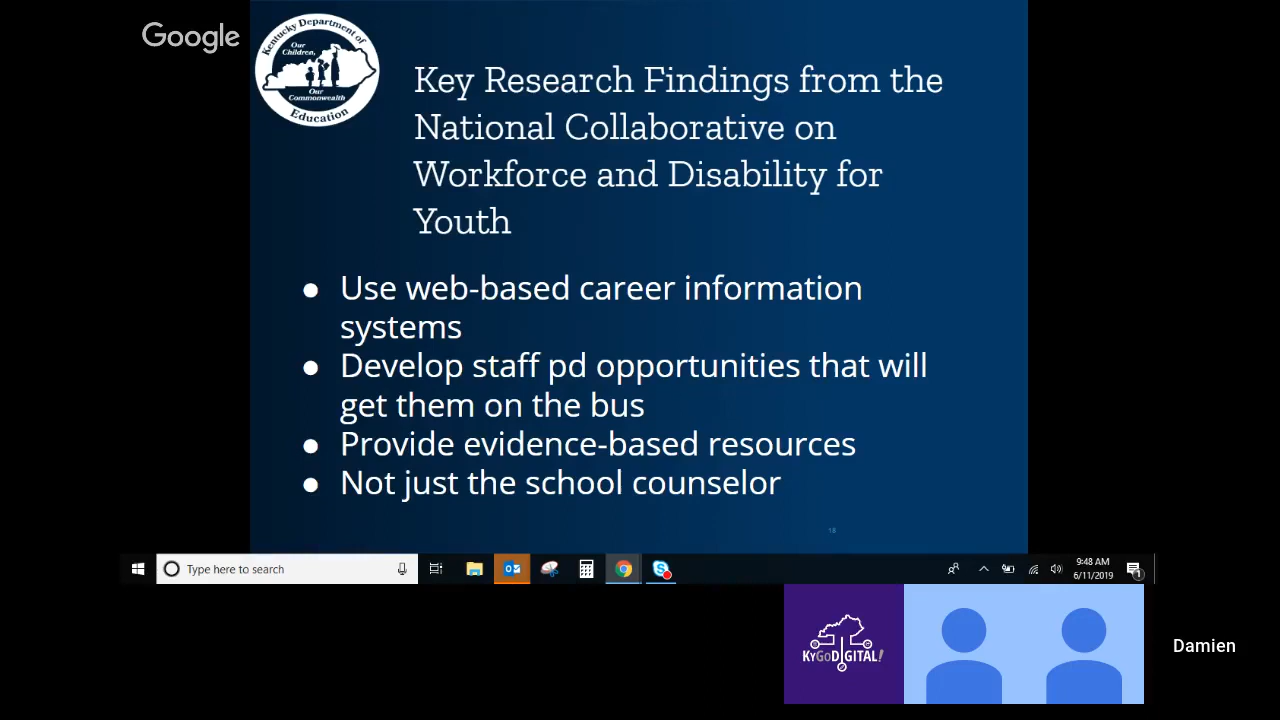 Google
Kentucky Department of
Our
Children,
Our
Commonwealth
Education
Key Research Findings from the
National Collaborative on
Workforce and Disability for
Youth
● Use web-based career information
systems
● Develop staff pd opportunities that will
get them on the bus
● Provide evidence-based resources
● Not just the school counselor
18
Type here to search
9:48 AM
6/11/2019
1
KYGODIGITAL!
Damien